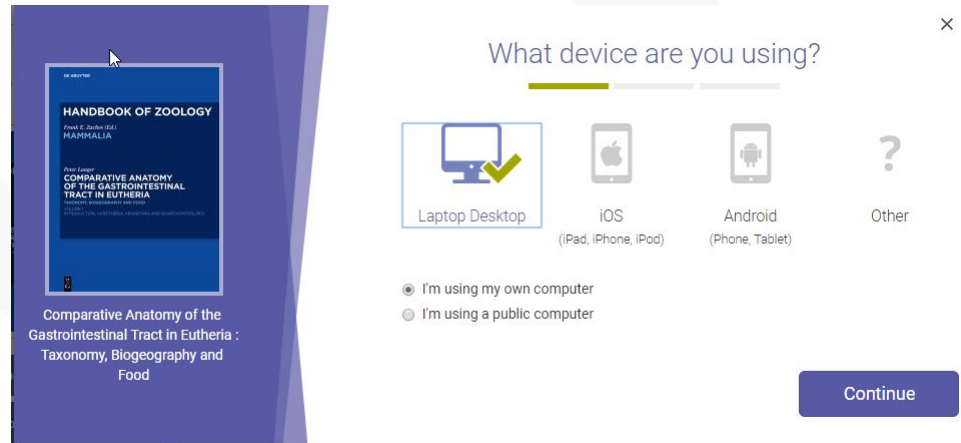 What device are you using?
DE GRUYTER
HANDBOOK OF ZOOLOGY
Frank E. Zachos (Ed.)
MAMMALIA
Peter Langer
COMPARATIVE ANATOMY
OF THE GASTROINTESTINAL
TRACT IN EUTHERIA
TAXONOMY, BIOGEOGRAPHY AND FOOD
Comparative Anatomy of the
Gastrointestinal Tract in Eutheria :
Taxonomy, Biogeography and
Food
Laptop Desktop
iOS
(iPad, iPhone, iPod)
Android
(Phone, Tablet)
?
Other
I'm using my own computer
I'm using a public computer
Continue